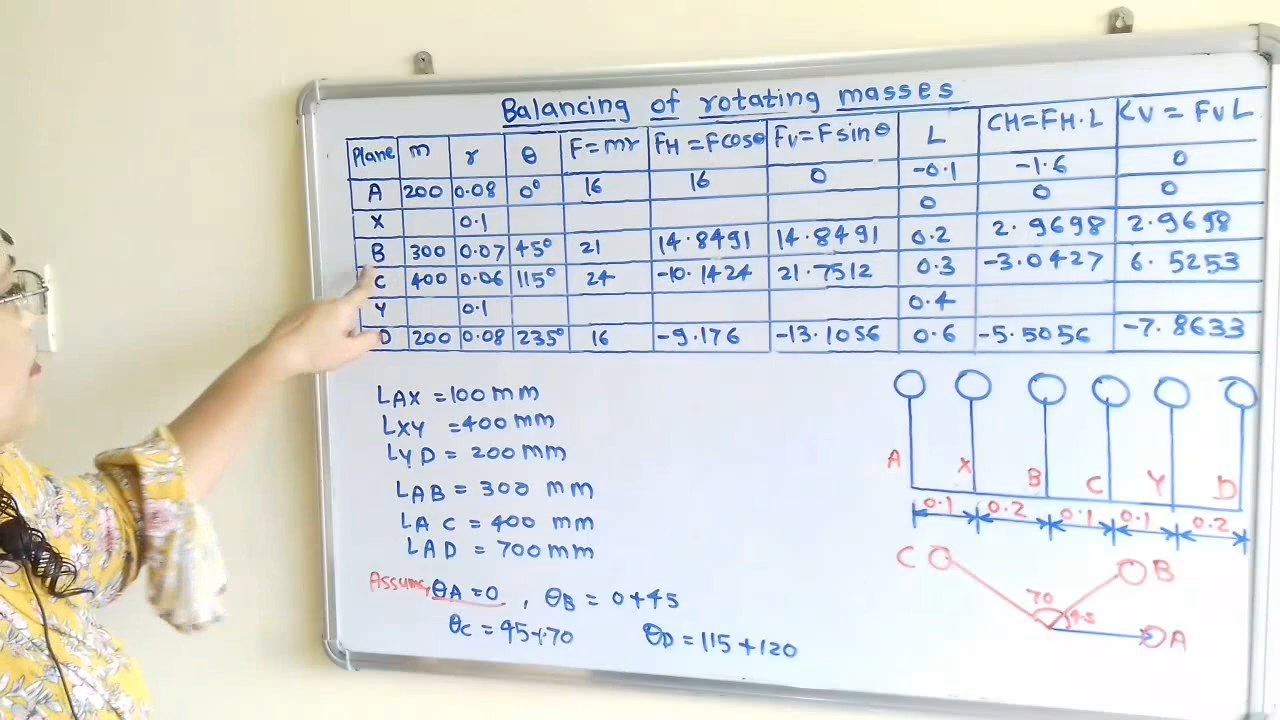 Balancing of rotating masses
Plane m r θ F=mr FH=Fcosθ Fv=Fsinθ L CH=FH.L Kv = FvL
A 200 0.08 0° 16 16 0 -0.1 -1.6 0
X 0.1 0 0 0
B 300 0.07 45° 21 14.8491 14.8491 0.2 2.9698 2.9698
C 400 0.06 115° 24 -10.1424 21.7512 0.3 -3.0427 6.5253
Y 0.1 0.4
D 200 0.08 235° 16 -9.176 -13.1056 0.6 -5.5056 -7.8633
LAX = 100 mm
LXY = 400 mm
LYD = 200 mm
LAB = 300 mm
LAC = 400 mm
LAD = 700 mm
Assume, θA = 0, θB = 0+45
θC = 45+70 θD = 115+120
A X B C Y D
0.1 0.2 0.1 0.1 0.2
C B
70 45
A